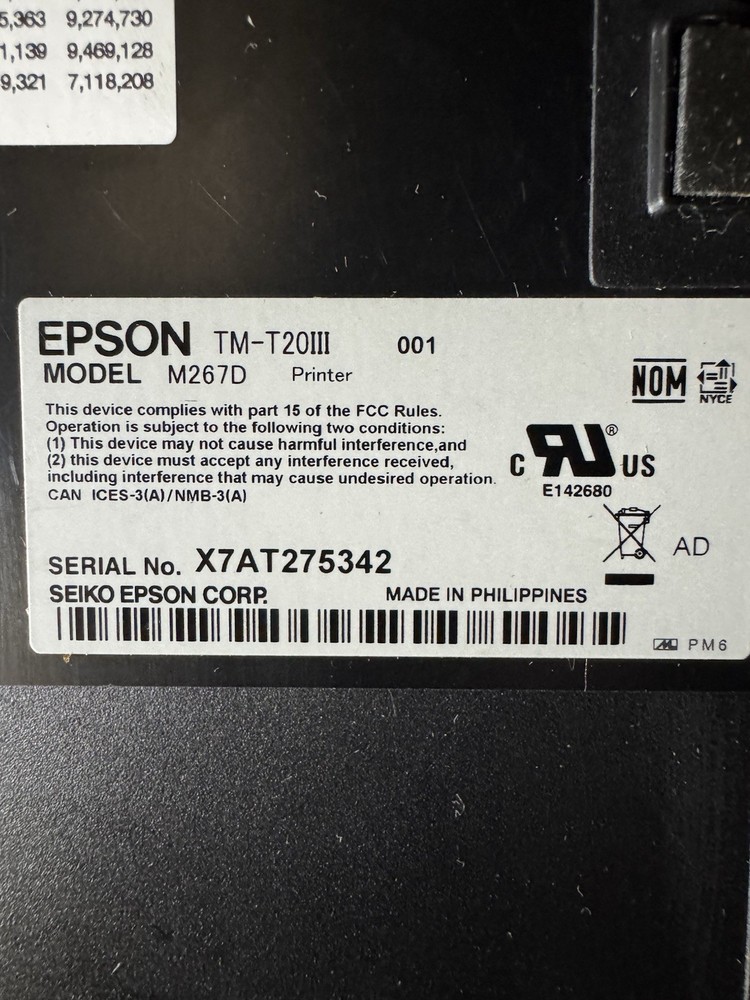 5,363 9,274,730
1,139 9,469,128
9,321 7,118,208
EPSON TM-T20III 001
MODEL M267D Printer
NOM
NYCE
This device complies with part 15 of the FCC Rules.
Operation is subject to the following two conditions:
(1) This device may not cause harmful interference,and
(2) this device must accept any interference received,
including interference that may cause undesired operation.
CAN ICES-3(A)/NMB-3(A)
C RU® US
E142680
AD
SERIAL No. X7AT275342
SEIKO EPSON CORP. MADE IN PHILIPPINES
PM6